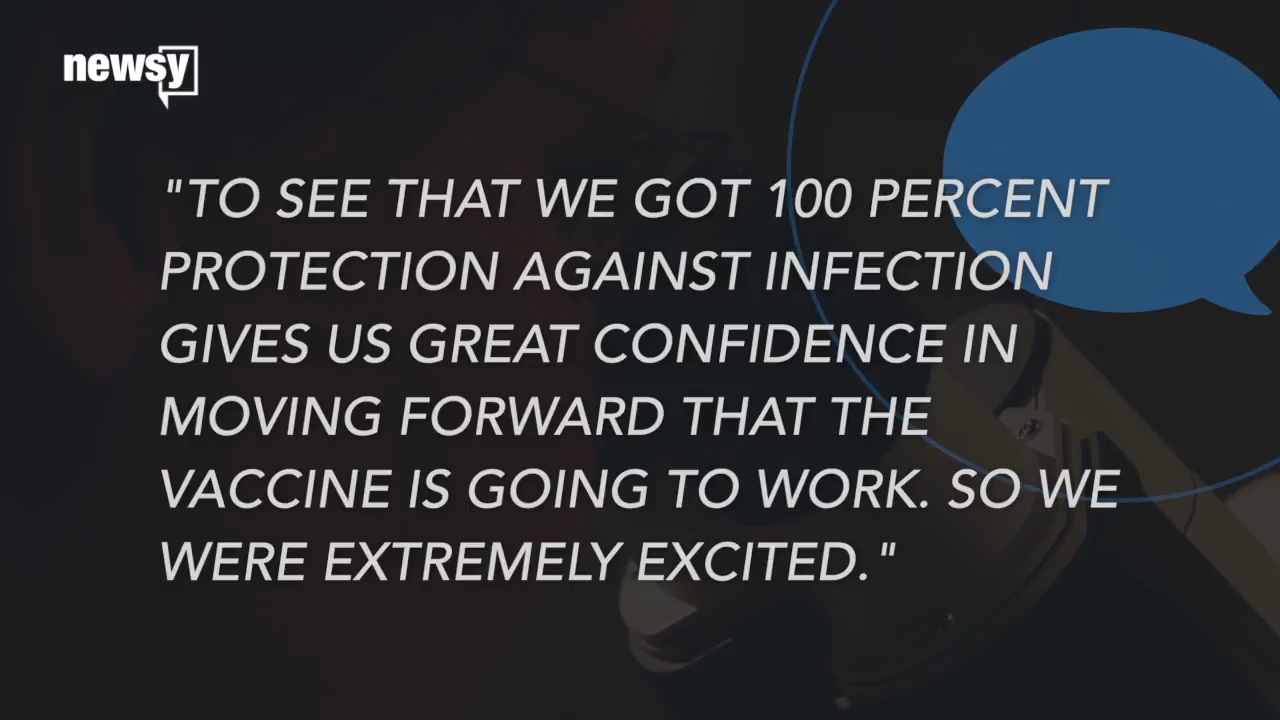 newsy
"TO SEE THAT WE GOT 100 PERCENT
PROTECTION AGAINST INFECTION
GIVES US GREAT CONFIDENCE IN
MOVING FORWARD THAT THE
VACCINE IS GOING TO WORK. SO WE
WERE EXTREMELY EXCITED."